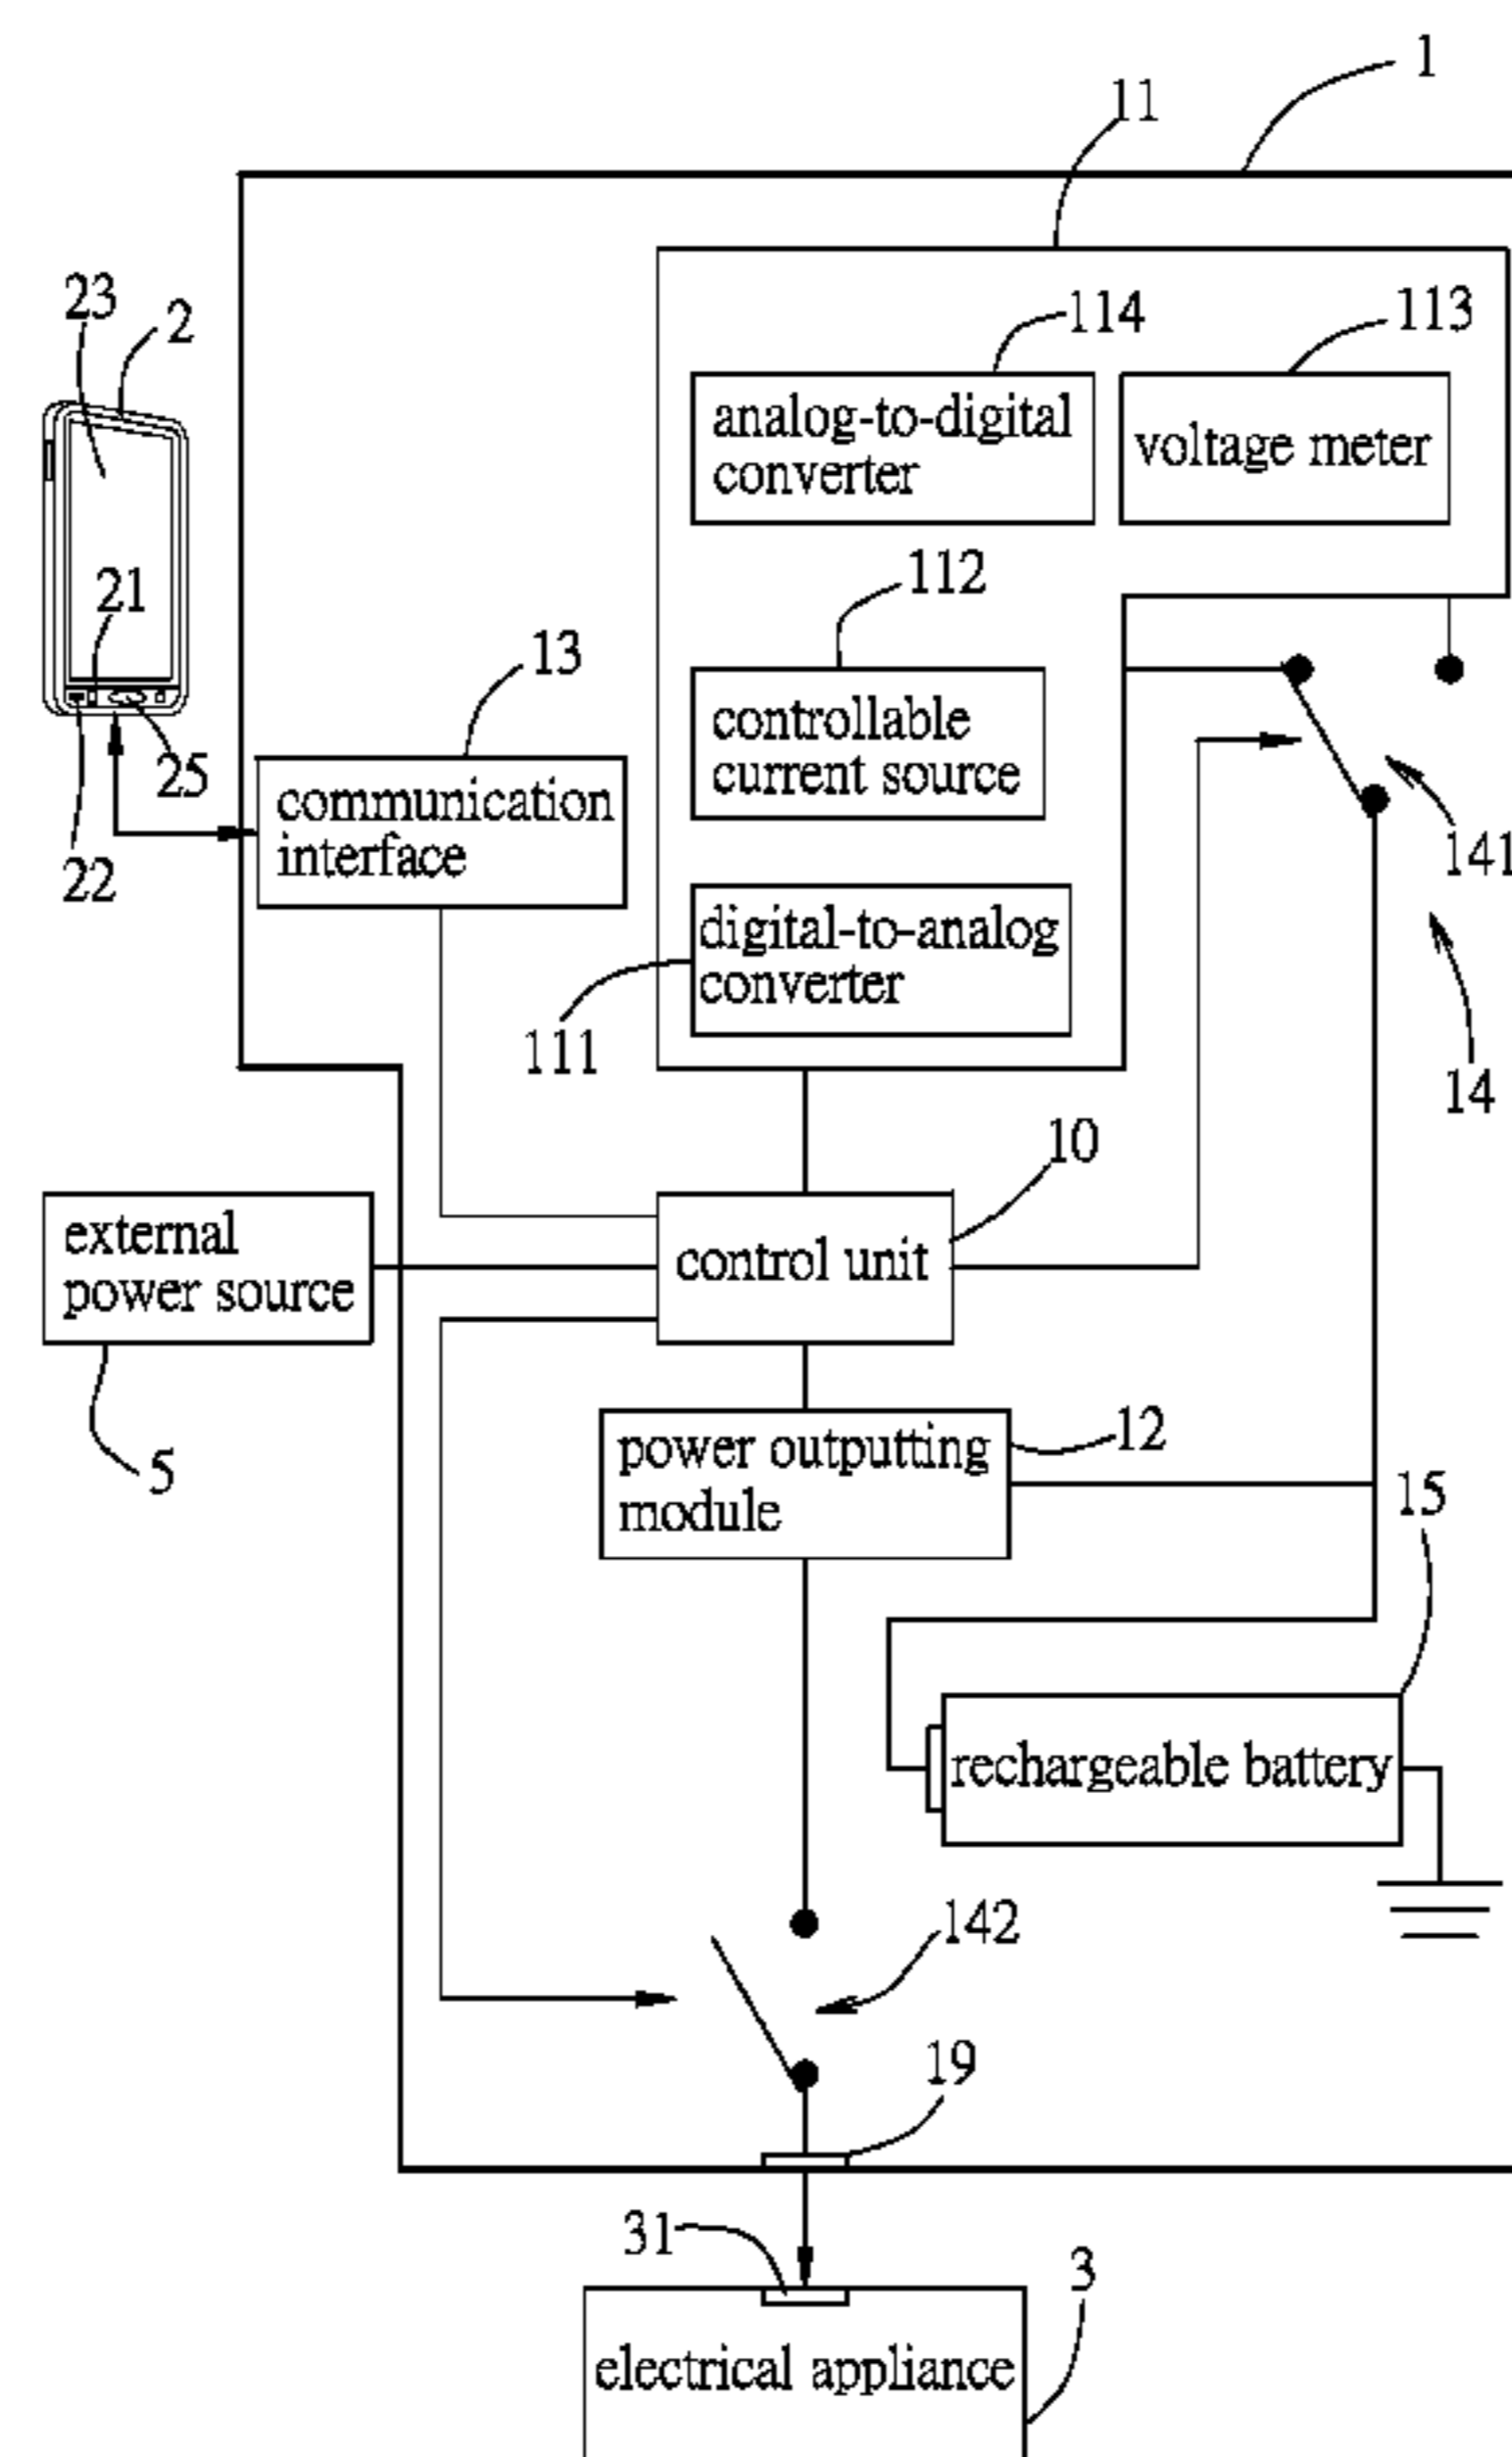 1
11
23
2
114
113
analog-to-digital
converter
voltage meter
112
21
13
controllable
current source
25
communication
interface
141
22
digital-to-analog
converter
111
14
10
external
power source
control unit
12
power outputting
module
5
15
rechargeable battery
142
19
31
3
electrical appliance